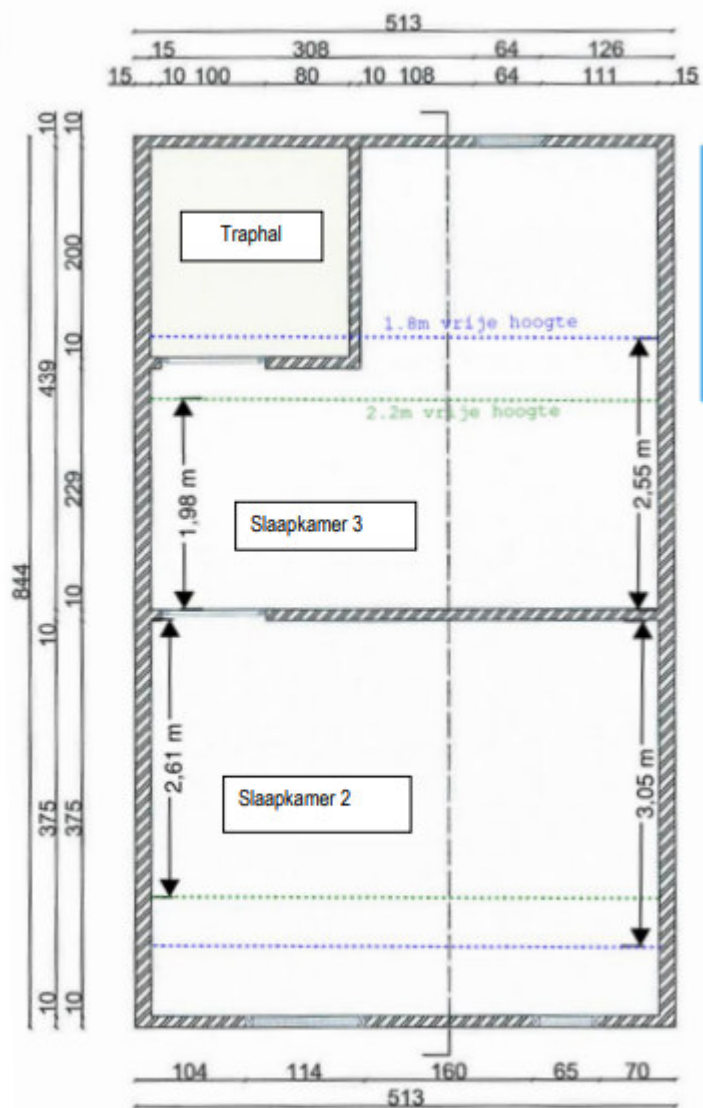 513
15 308 64 126
15 10 100 80 10 108 64 111 15
10 10
Traphal
200
1.8m vrije hoogte
10
439
2.2m vrije hoogte
1,98 m
2,55 m
229
Slaapkamer 3
844
10 10
2,61 m
3,05 m
Slaapkamer 2
375 375
10 10
104 114 160 65 70
513